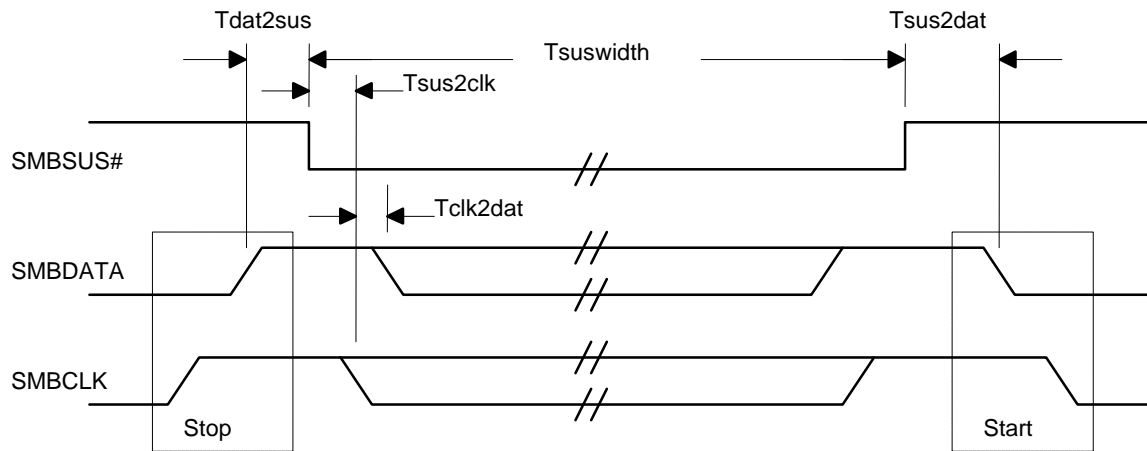 Tdat2sus
Tsus2dat
Tsuswidth
Tsus2clk
SMBSUS#
Tclk2dat
SMBDATA
SMBCLK
Stop
Start